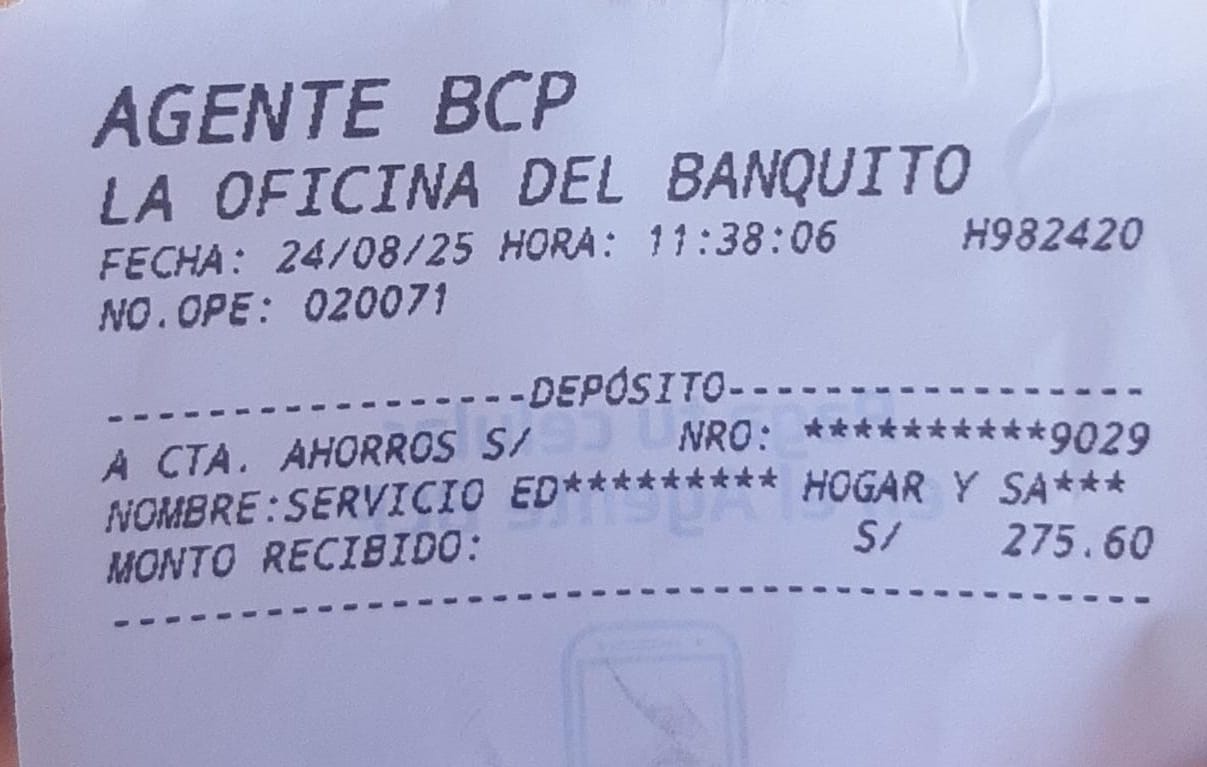 AGENTE BCP
LA OFICINA DEL BANQUITO
FECHA: 24/08/25 HORA: 11:38:06 H982420
NO.OPE: 020071
-----------------DEPÓSITO-----------------
A CTA. AHORROS S/ NRO: **********9029
NOMBRE:SERVICIO ED********* HOGAR Y SA***
MONTO RECIBIDO: S/ 275.60